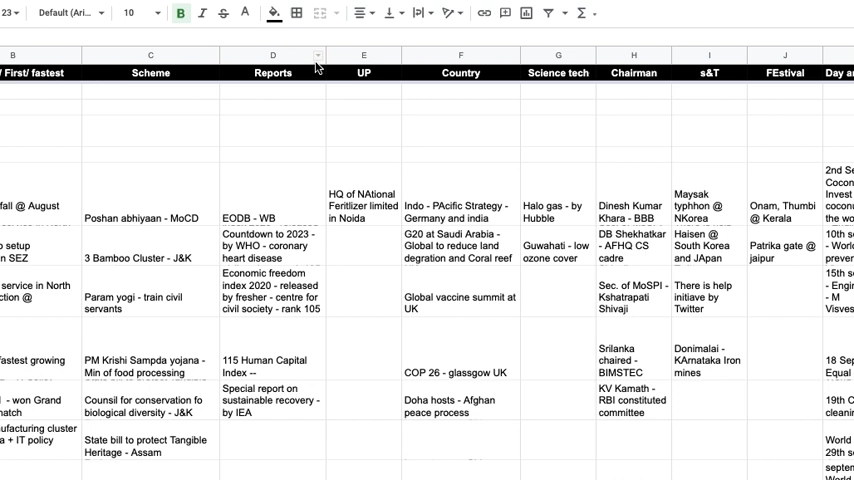 23 Default (Ari... 10 B I S A Σ
B C D E F G H I J
/ First/ fastest Scheme Reports UP Country Science tech Chairman s&T FEstival Day a
fall @ August
Poshan abhiyaan - MoCD
EODB - WB
HQ of NAtional
Feritlizer limited
in Noida
Indo - PAcific Strategy -
Germany and india
Halo gas - by
Hubble
Dinesh Kumar
Khara - BBB
Maysak
typhhon @
NKorea
Onam, Thumbi
@ Kerala
2nd Se
Coconu
Invest
coconu
the wo
setup
n SEZ
3 Bamboo Cluster - J&K
Countdown to 2023 -
by WHO - coronary
heart disease
G20 at Saudi Arabia -
Global to reduce land
degration and Coral reef
Guwahati - low
ozone cover
DB Shekhatkar
- AFHQ CS
cadre
Haisen @
South Korea
and JApan
Patrika gate @
jaipur
10th se
- World
preven
service in North
ction @
Param yogi - train civil
servants
Economic freedom
index 2020 - released
by fresher - centre for
civil society - rank 105
Global vaccine summit at
UK
Sec. of MoSPI -
Kshatrapati
Shivaji
There is help
initiave by
Twitter
15th se
- Engin
- M
Visves
fastest growing
PM Krishi Sampda yojana -
Min of food processing
115 Human Capital
Index --
COP 26 - glassgow UK
Srilanka
chaired -
BIMSTEC
Donimalai -
KArnataka Iron
mines
18 Sep
Equal
- won Grand
match
Counsil for conservation fo
biological diversity - J&K
Special report on
sustainable recovery -
by IEA
Doha hosts - Afghan
peace process
KV Kamath -
RBI constituted
committee
19th C
cleanin
nufacturing cluster
a + IT policy
State bill to protect Tangible
Heritage - Assam
World
29th se
septem
World